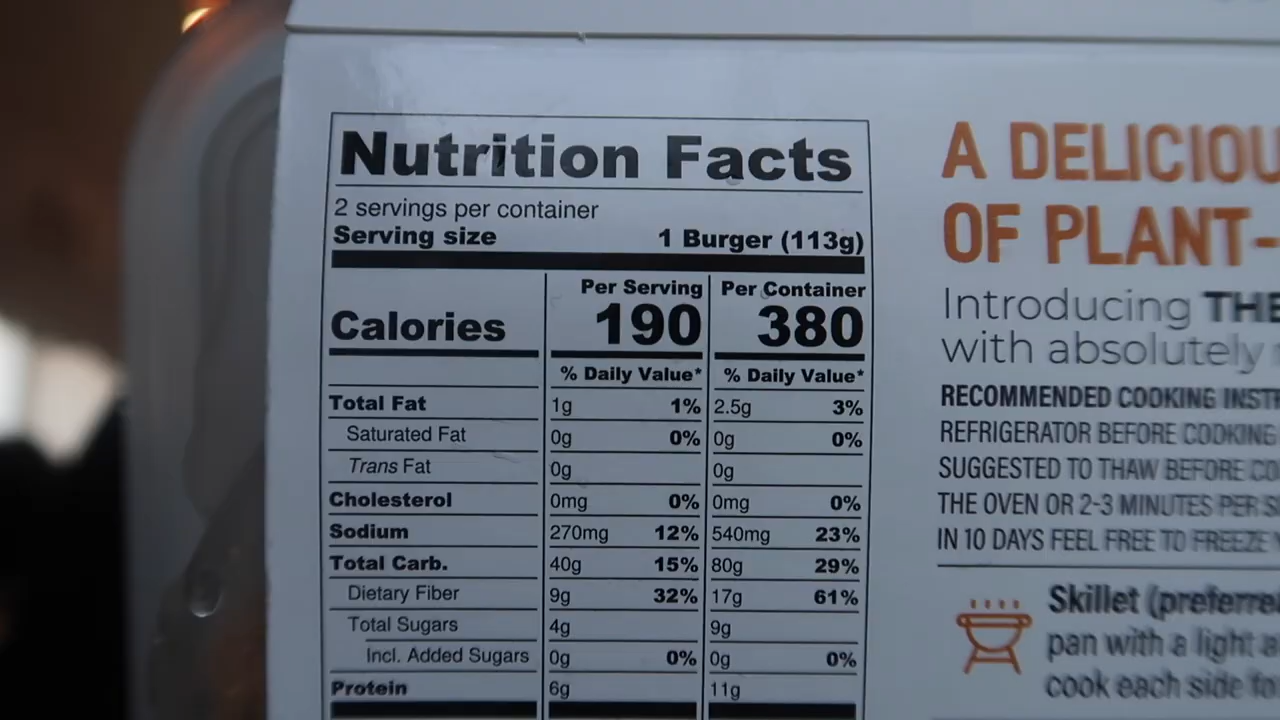 Nutrition Facts
2 servings per container
Serving size 1 Burger (113g)
Per Serving Per Container
Calories 190 380
% Daily Value* % Daily Value*
Total Fat 1g 1% 2.5g 3%
Saturated Fat 0g 0% 0g 0%
Trans Fat 0g 0g
Cholesterol 0mg 0% 0mg 0%
Sodium 270mg 12% 540mg 23%
Total Carb. 40g 15% 80g 29%
Dietary Fiber 9g 32% 17g 61%
Total Sugars 4g 9g
Incl. Added Sugars 0g 0% 0g 0%
Protein 6g 11g
A DELICIOU
OF PLANT-
Introducing THE
with absolutely
RECOMMENDED COOKING INST
REFRIGERATOR BEFORE COOKING
SUGGESTED TO THAW BEFORE CO
THE OVEN OR 2-3 MINUTES PER S
IN 10 DAYS FEEL FREE TO FREEZE
Skillet (preferre
pan with a light a
cook each side fo